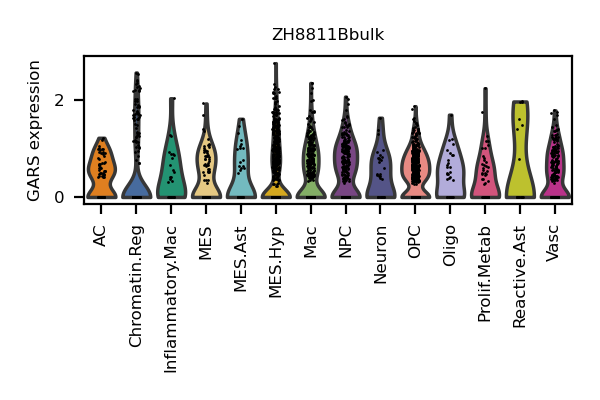 ZH8811Bbulk
GARS expression
2
0
AC
Chromatin.Reg
Inflammatory.Mac
MES
MES.Ast
MES.Hyp
Mac
NPC
Neuron
OPC
Oligo
Prolif.Metab
Reactive.Ast
Vasc